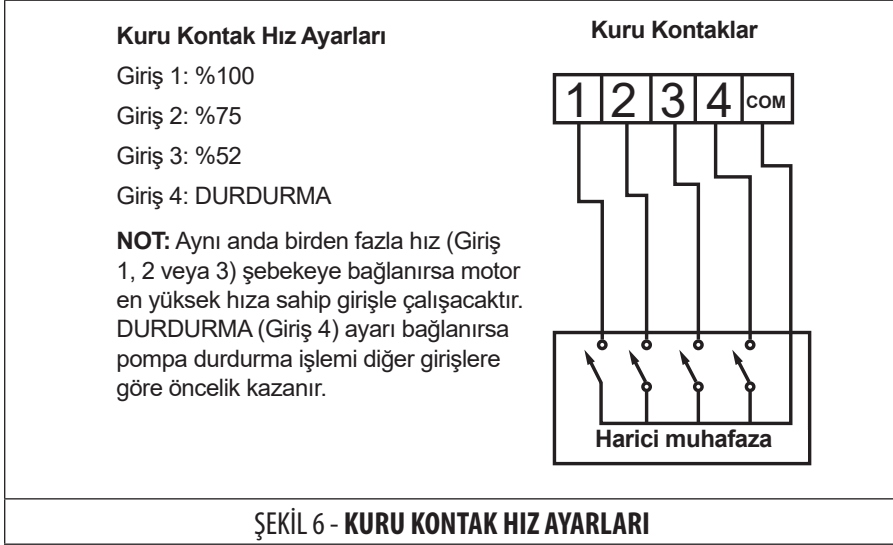 Kuru Kontak Hız Ayarları
Giriş 1: %100
Giriş 2: %75
Giriş 3: %52
Giriş 4: DURDURMA
NOT: Aynı anda birden fazla hız (Giriş
1, 2 veya 3) şebekeye bağlanırsa motor
en yüksek hıza sahip girişle çalışacaktır.
DURDURMA (Giriş 4) ayarı bağlanırsa
pompa durdurma işlemi diğer girişlere
göre öncelik kazanır.
Kuru Kontaklar
1 2 3 4 COM
Harici muhafaza
ŞEKİL 6 - KURU KONTAK HIZ AYARLARI